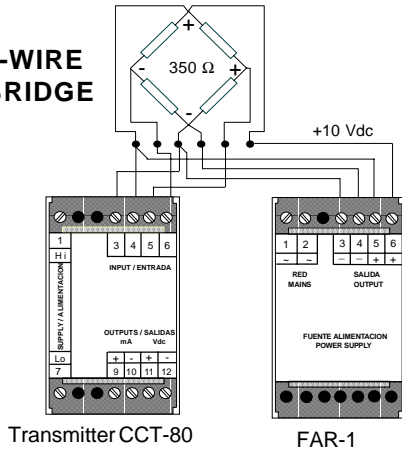 -WIRE
BRIDGE
+
-
350 Ω
+
-
+10 Vdc
1
3 4 5 6
Hi
INPUT / ENTRADA
SUPPLY / ALIMENTACION
OUTPUTS / SALIDAS
mA Vdc
Lo
+ - + -
7
9 10 11 12
Transmitter CCT-80
1 2 3 4 5 6
~ ~ − − + +
RED SALIDA
MAINS OUTPUT
FUENTE ALIMENTACION
POWER SUPPLY
FAR-1